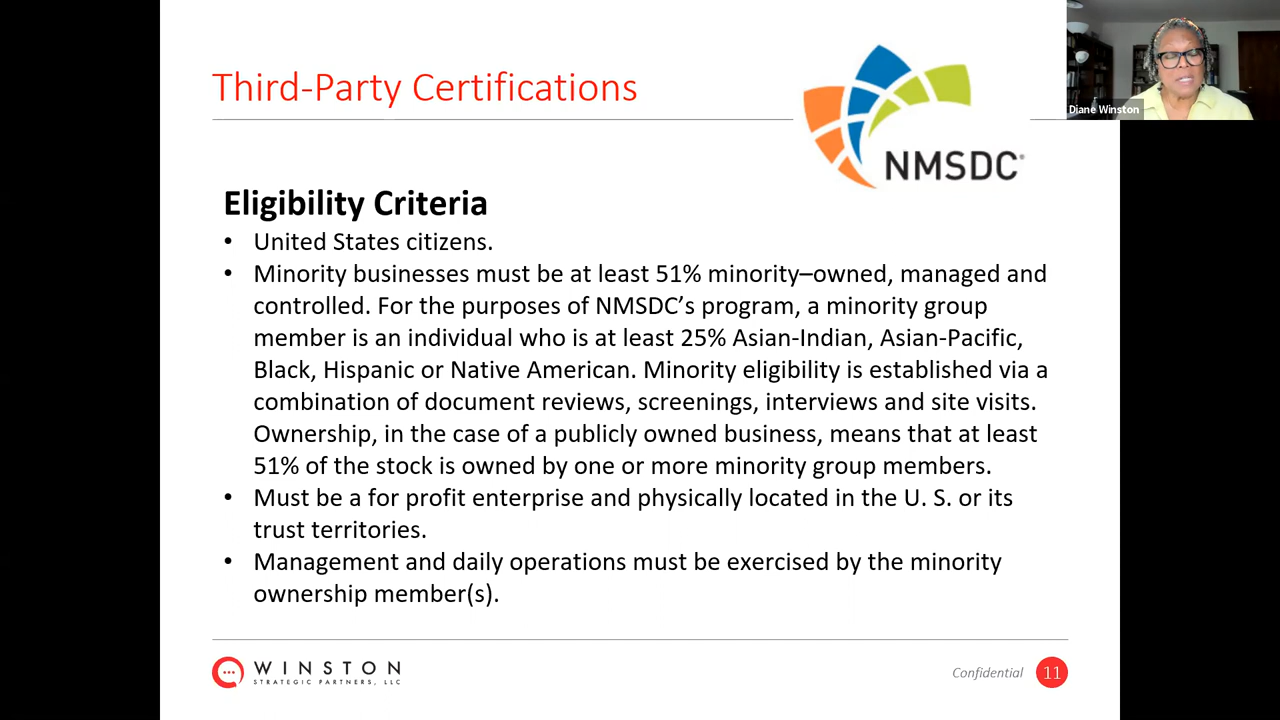 Third-Party Certifications
NMSDC®
Diane Winston
Eligibility Criteria
• United States citizens.
• Minority businesses must be at least 51% minority–owned, managed and
controlled. For the purposes of NMSDC’s program, a minority group
member is an individual who is at least 25% Asian-Indian, Asian-Pacific,
Black, Hispanic or Native American. Minority eligibility is established via a
combination of document reviews, screenings, interviews and site visits.
Ownership, in the case of a publicly owned business, means that at least
51% of the stock is owned by one or more minority group members.
• Must be a for profit enterprise and physically located in the U. S. or its
trust territories.
• Management and daily operations must be exercised by the minority
ownership member(s).
WINSTON
STRATEGIC PARTNERS, LLC
Confidential 11